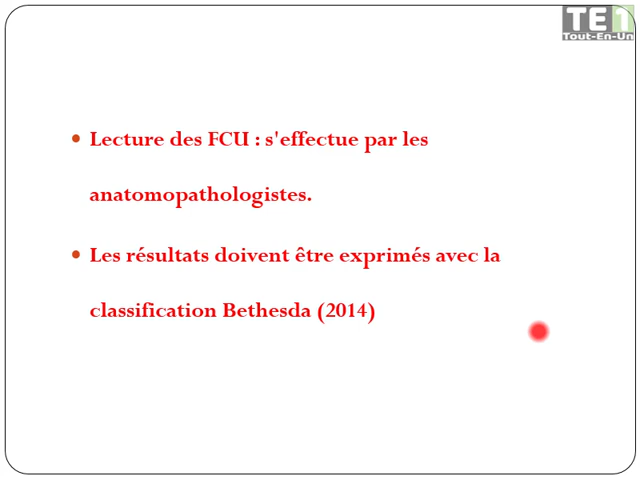 TE1
Tout-En-Un
Lecture des FCU : s'effectue par les
anatomopathologistes.
Les résultats doivent être exprimés avec la
classification Bethesda (2014)